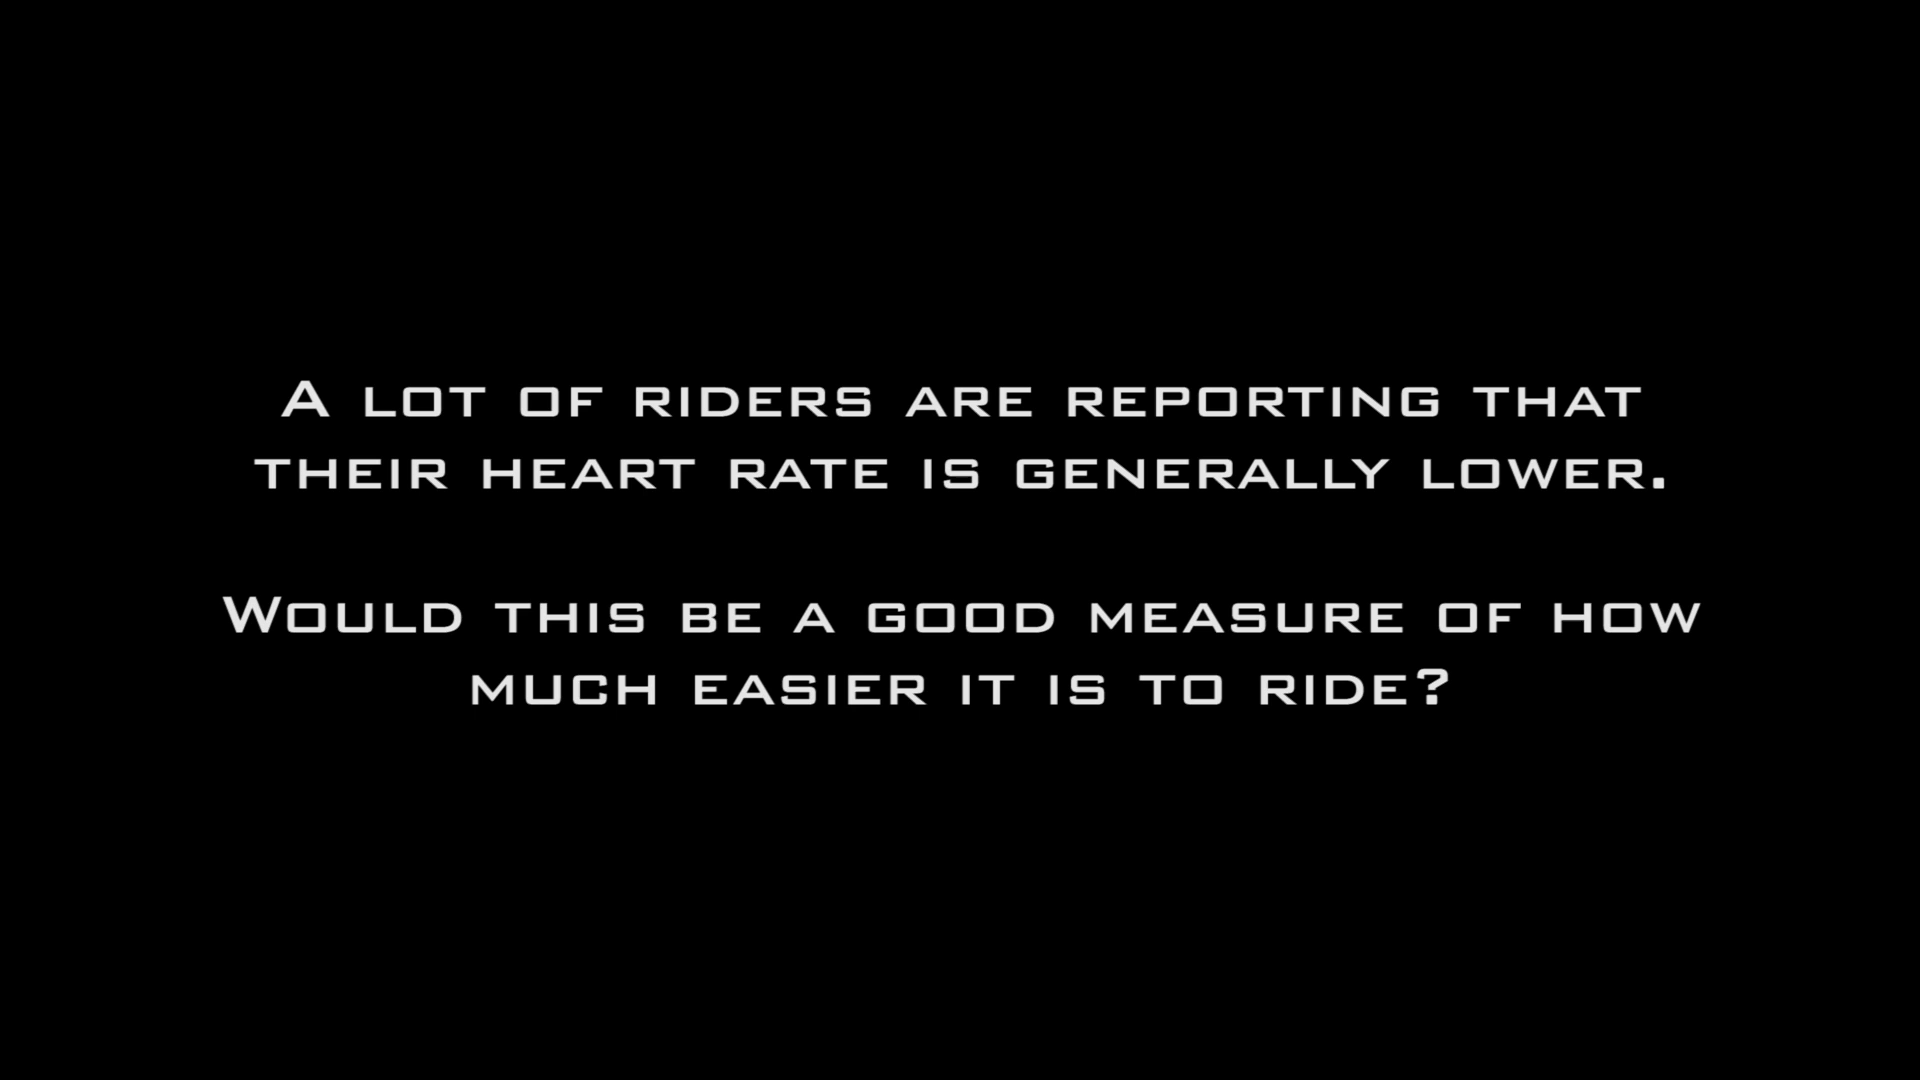 A lot of riders are reporting that
their heart rate is generally lower.
Would this be a good measure of how
much easier it is to ride?